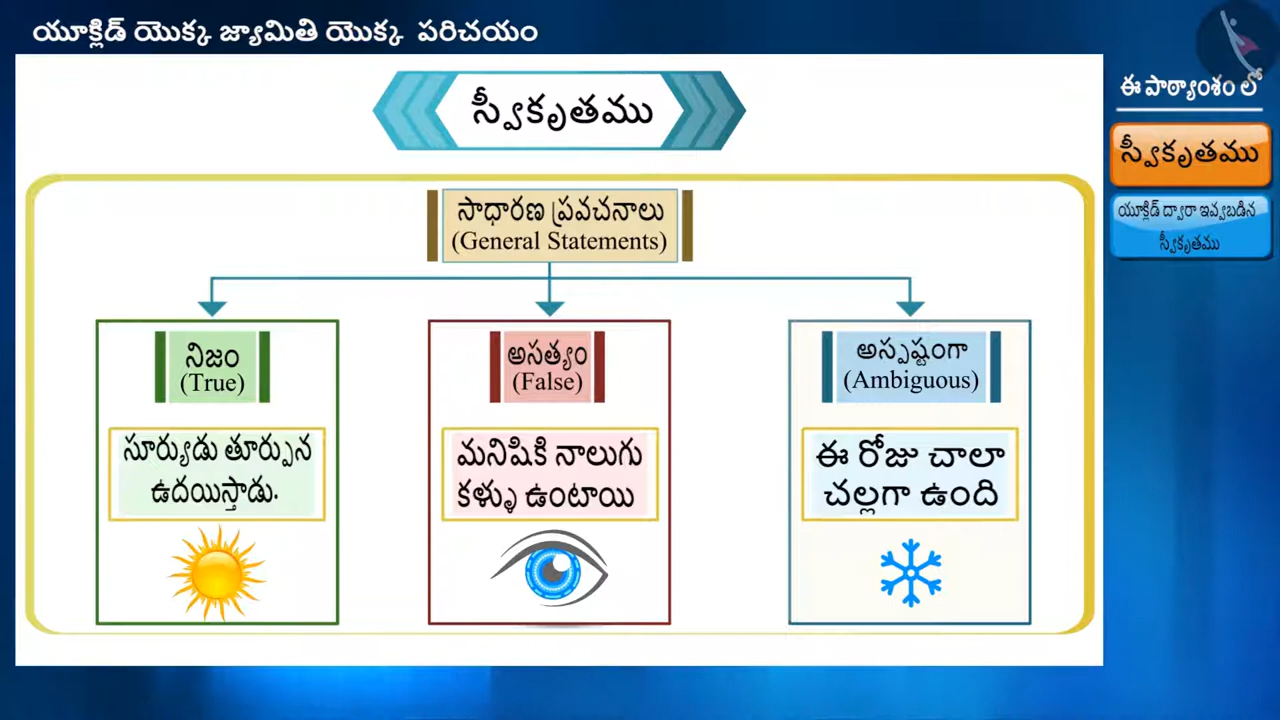 యూక్లిడ్ యొక్క జ్యామితి యొక్క పరిచయం
ఈ పాఠ్యాంశం లో
స్వీకృతము
స్వీకృతము
యూక్లిడ్ ద్వారా ఇవ్వబడిన
స్వీకృతము
సాధారణ ప్రవచనాలు
(General Statements)
నిజం
(True)
అసత్యం
(False)
అస్పష్టంగా
(Ambiguous)
సూర్యుడు తూర్పున
ఉదయిస్తాడు.
మనిషికి నాలుగు
కళ్ళు ఉంటాయి
ఈ రోజు చాలా
చల్లగా ఉంది